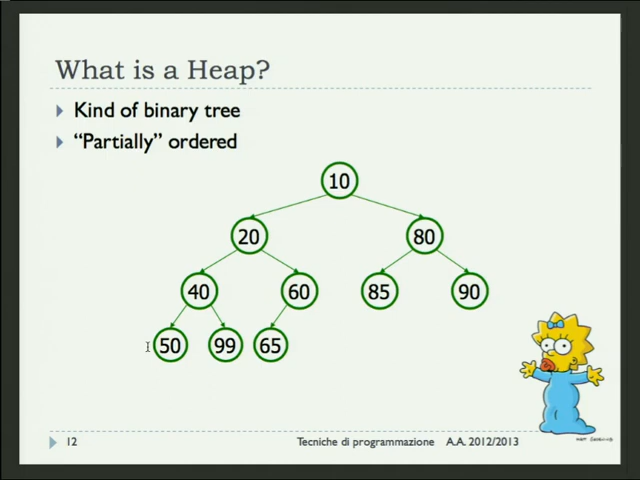 What is a Heap?
Kind of binary tree
“Partially” ordered
10
20 80
40 60 85 90
50 99 65
12 Tecniche di programmazione A.A. 2012/2013